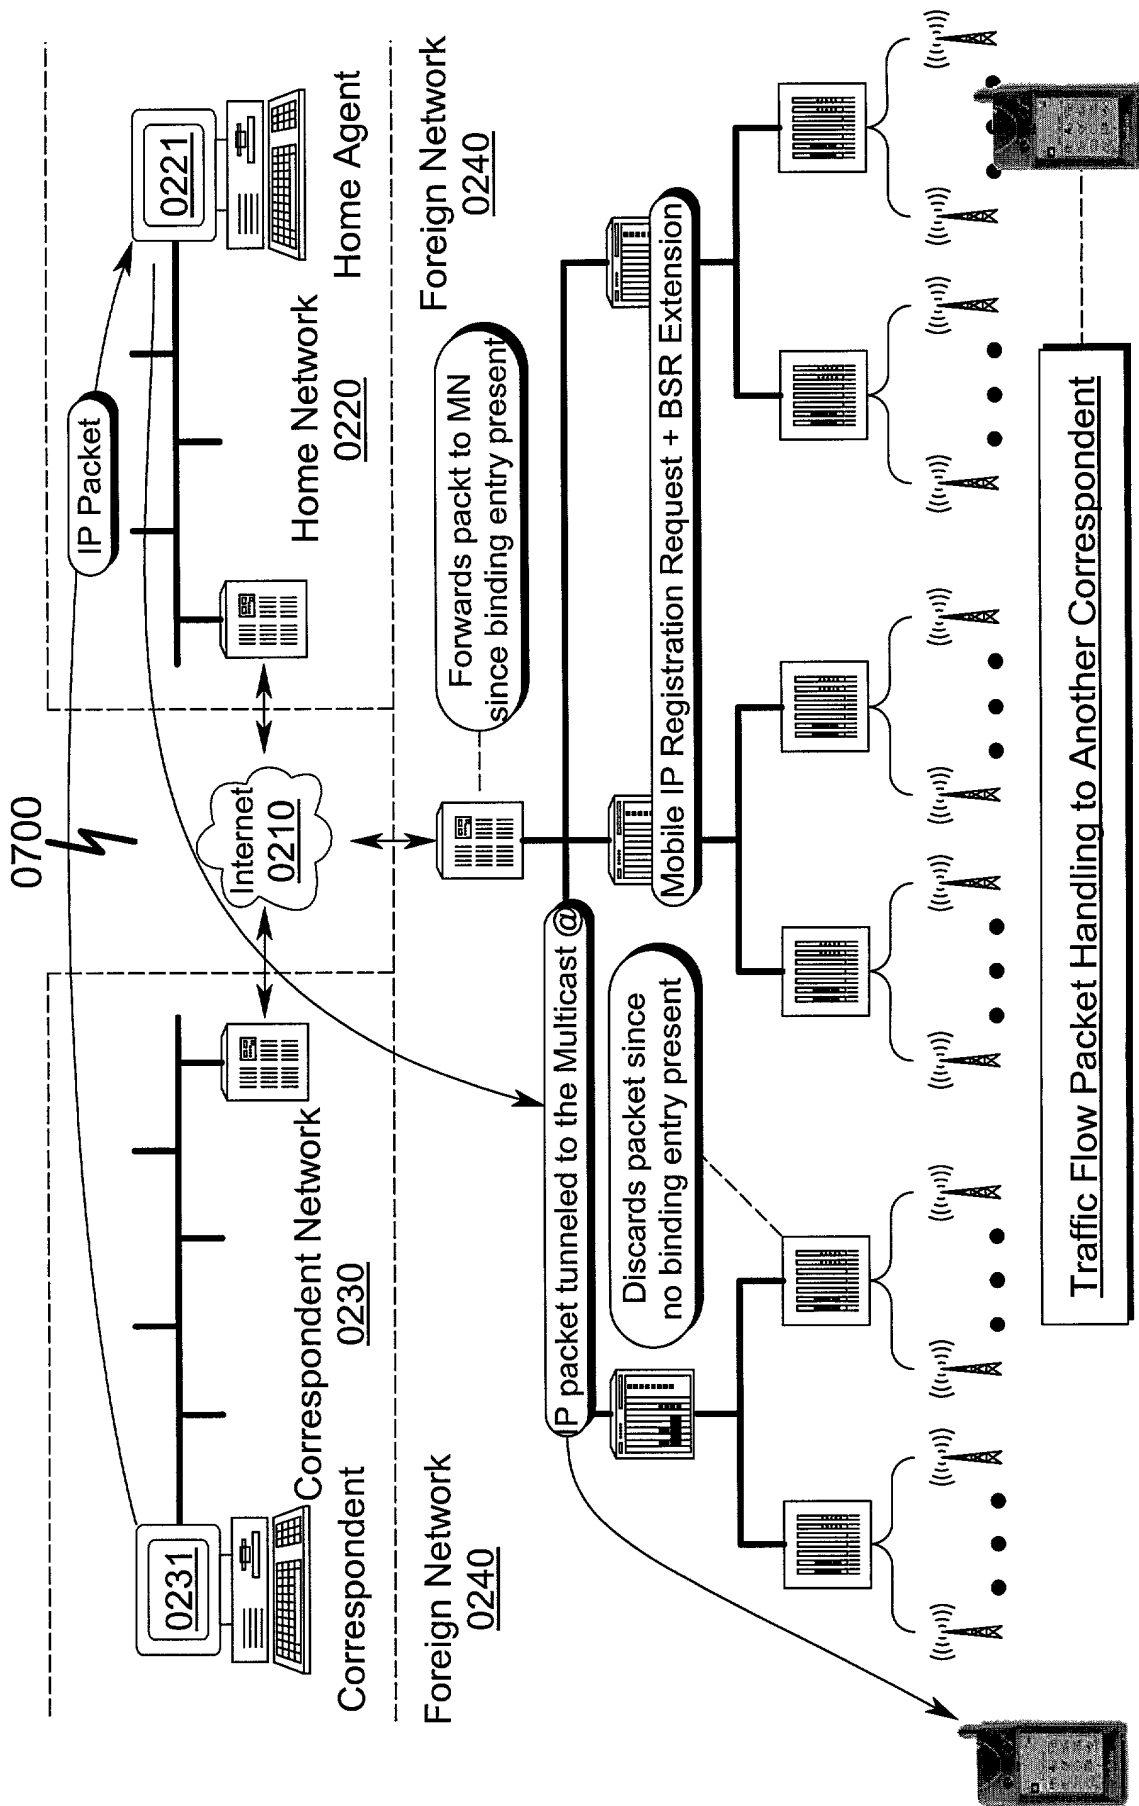 0700
IP Packet
0231
Correspondent
Correspondent Network
0230
Internet
0210
Home Network
0220
0221
Home Agent
Foreign Network
0240
Foreign Network
0240
Forwards packt to MN
since binding entry present
IP packet tunneled to the Multicast @
Discards packet since
no binding entry present
Mobile IP Registration Request + BSR Extension
Traffic Flow Packet Handling to Another Correspondent